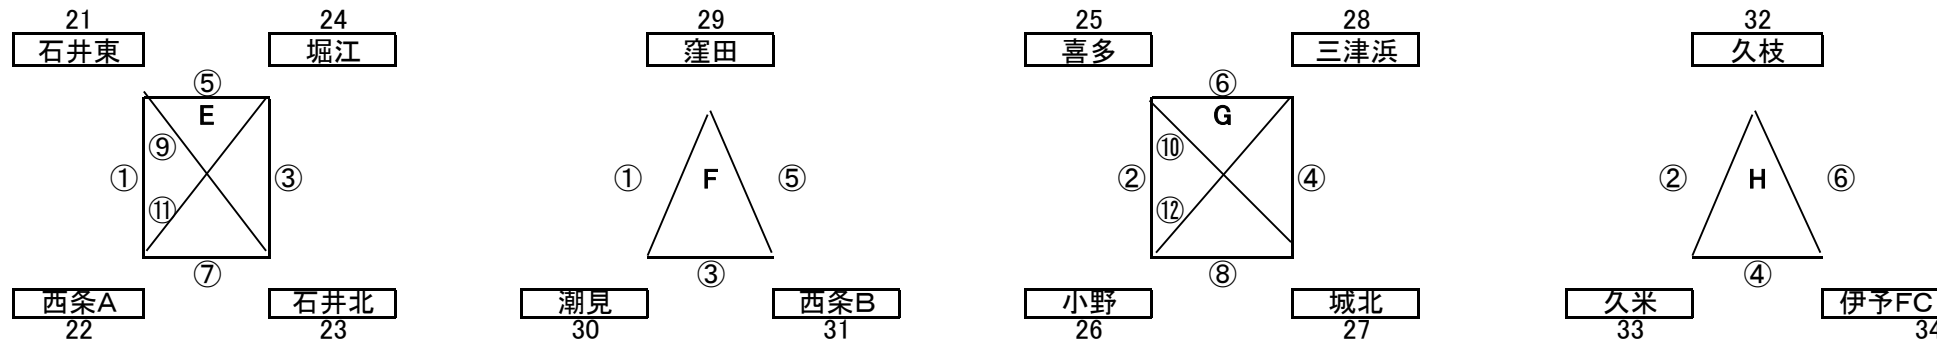 21 24 29 25 28 32
石井東 堀江 窪田 喜多 三津浜 久枝
⑤ ⑥
E G
⑨ ⑩
① ③ ① F ⑤ ② ④ ② H ⑥
⑪ ⑫
⑦ ③ ⑧ ④
西条A 石井北 潮見 西条B 小野 城北 久米 伊予FC
22 23 30 31 26 27 33 34